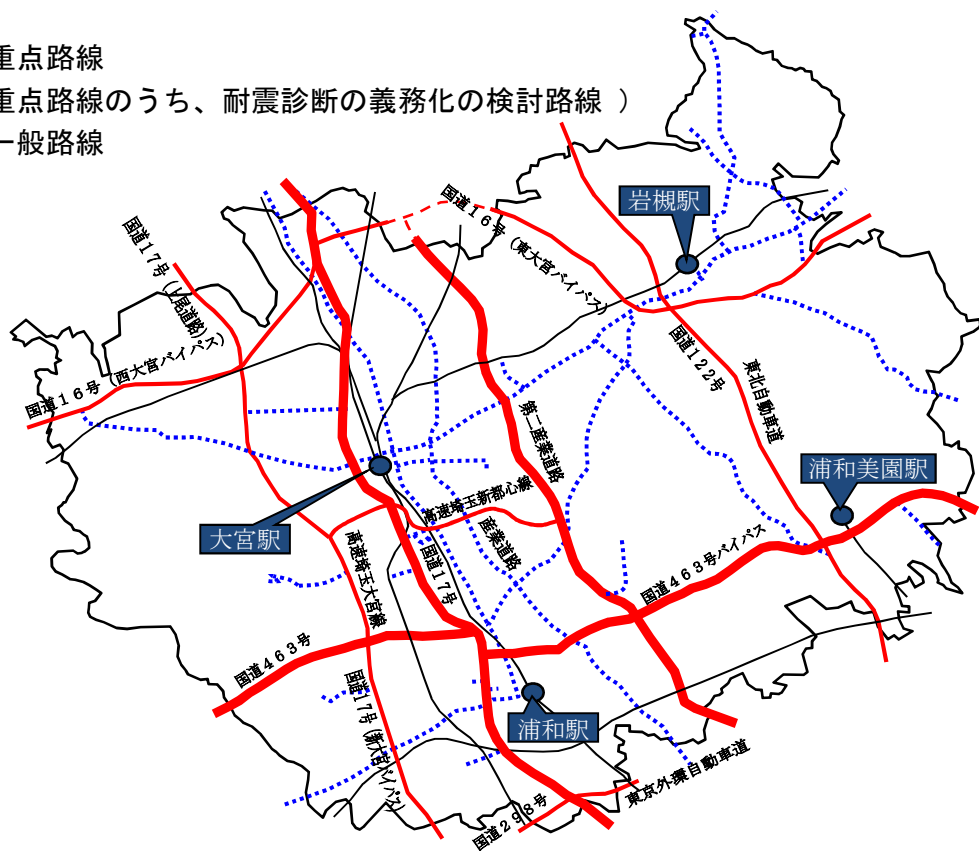 重点路線
重点路線のうち、耐震診断の義務化の検討路線 ）
一般路線
岩槻駅
国道１６号（東大宮バイパス）
国道１７号（上尾道路）
国道１６号（西大宮バイパス）
国道１２２号
東北自動車道
第二産業道路
浦和美園駅
大宮駅
高速埼玉新都心線
産業道路
高速埼玉大宮線
国道１７号
国道４６３号バイパス
国道４６３号
国道１７号（新大宮バイパス）
浦和駅
東京外環自動車道
国道２９８号